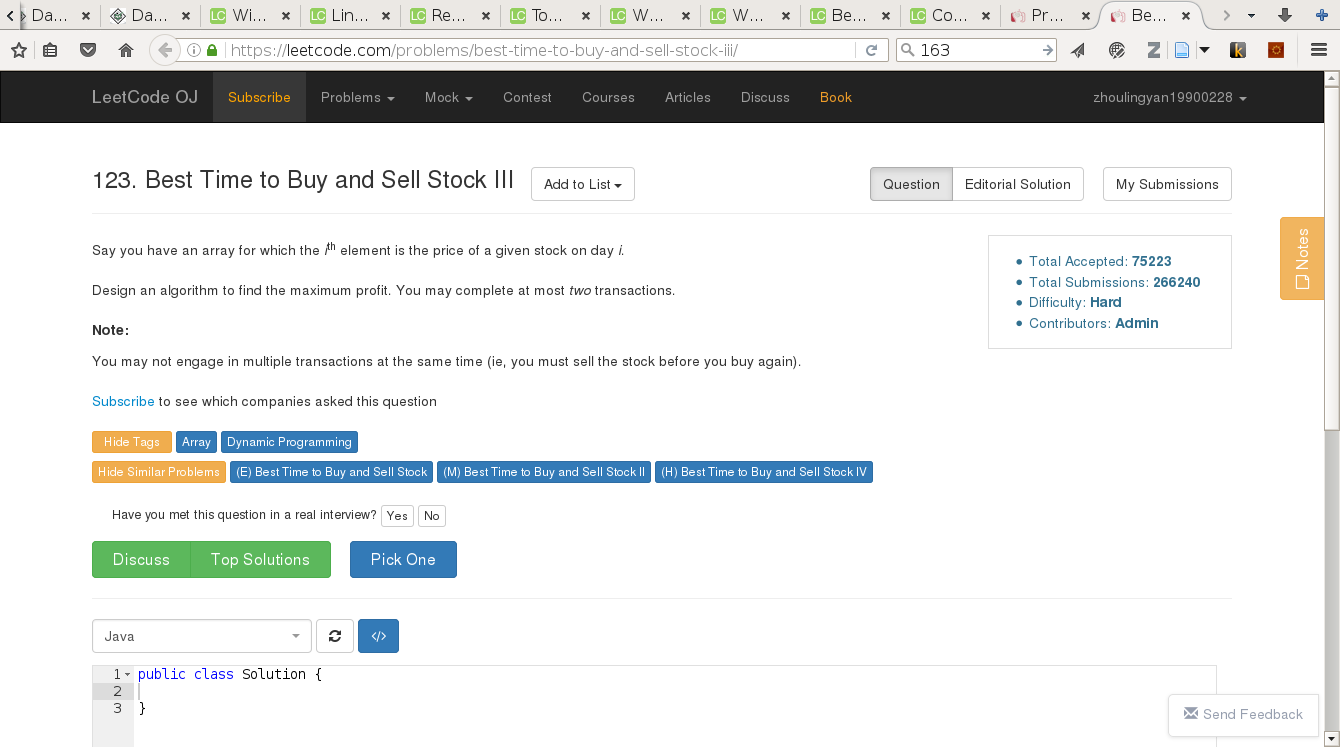 Da... Da... Wi... Lin... Re... To... W... W... Be... Co... Pr... Be...
https://leetcode.com/problems/best-time-to-buy-and-sell-stock-iii/ 163
LeetCode OJ Subscribe Problems Mock Contest Courses Articles Discuss Book zhoulingyan19900228
123. Best Time to Buy and Sell Stock III Add to List Question Editorial Solution My Submissions
Say you have an array for which the ith element is the price of a given stock on day i.
Design an algorithm to find the maximum profit. You may complete at most two transactions.
Note:
You may not engage in multiple transactions at the same time (ie, you must sell the stock before you buy again).
Subscribe to see which companies asked this question
Total Accepted: 75223
Total Submissions: 266240
Difficulty: Hard
Contributors: Admin
Notes
Hide Tags Array Dynamic Programming
Hide Similar Problems (E) Best Time to Buy and Sell Stock (M) Best Time to Buy and Sell Stock II (H) Best Time to Buy and Sell Stock IV
Have you met this question in a real interview? Yes No
Discuss Top Solutions Pick One
Java </>
1 public class Solution {
2
3 }
Send Feedback